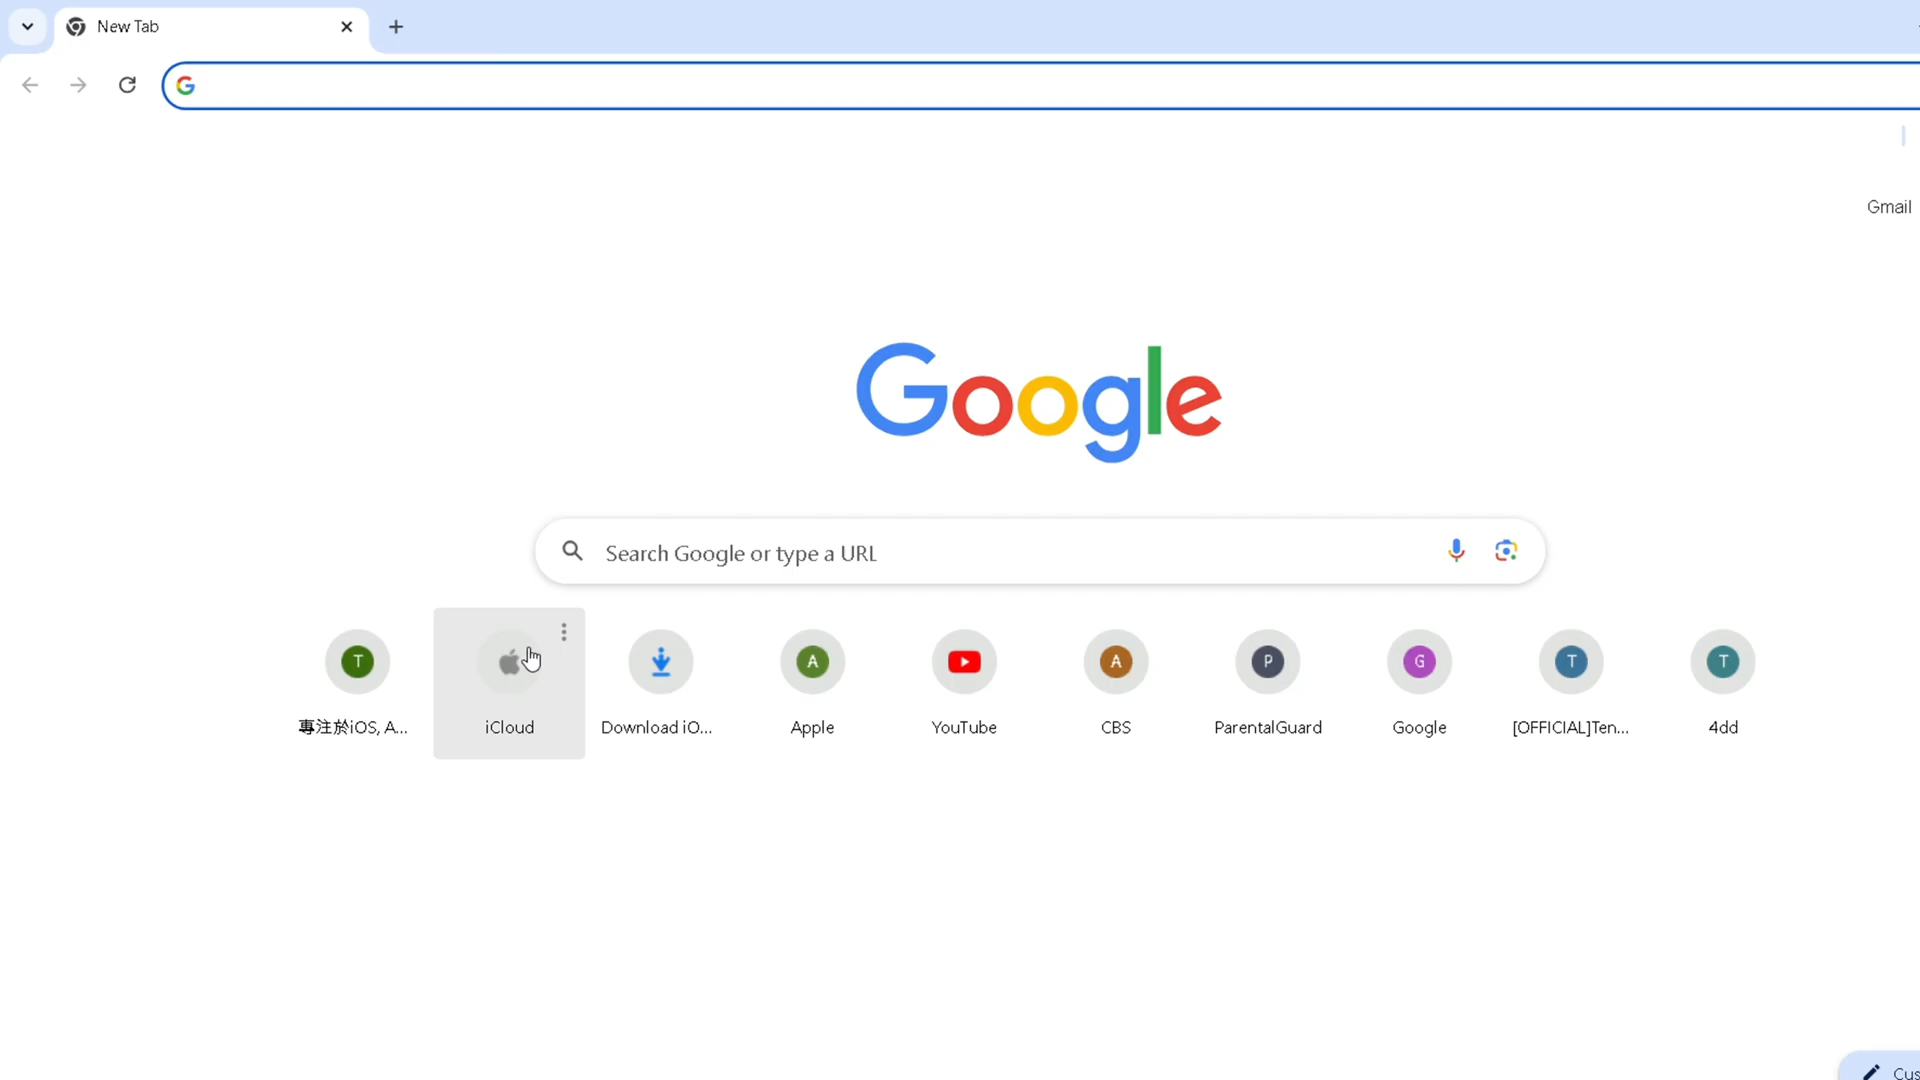 New Tab
Gmail
Google
Search Google or type a URL
T
A
A
P
G
T
T
專注於iOS, A...
iCloud
Download iO...
Apple
YouTube
CBS
ParentalGuard
Google
[OFFICIAL]Ten...
4dd
Cus